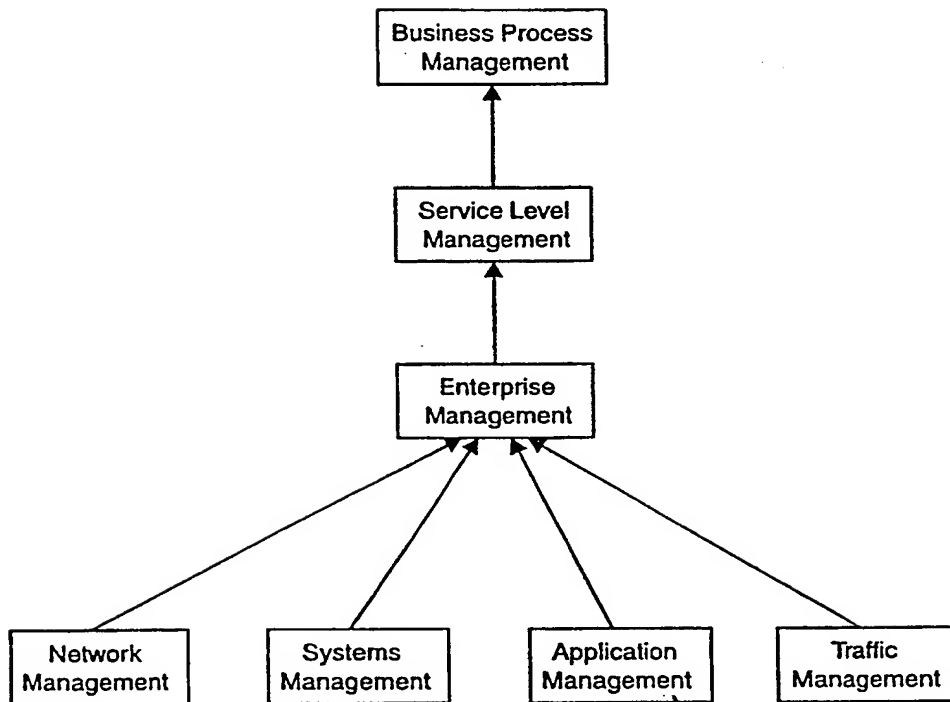 Business Process
Management
Service Level
Management
Enterprise
Management
Network
Management
Systems
Management
Application
Management
Traffic
Management